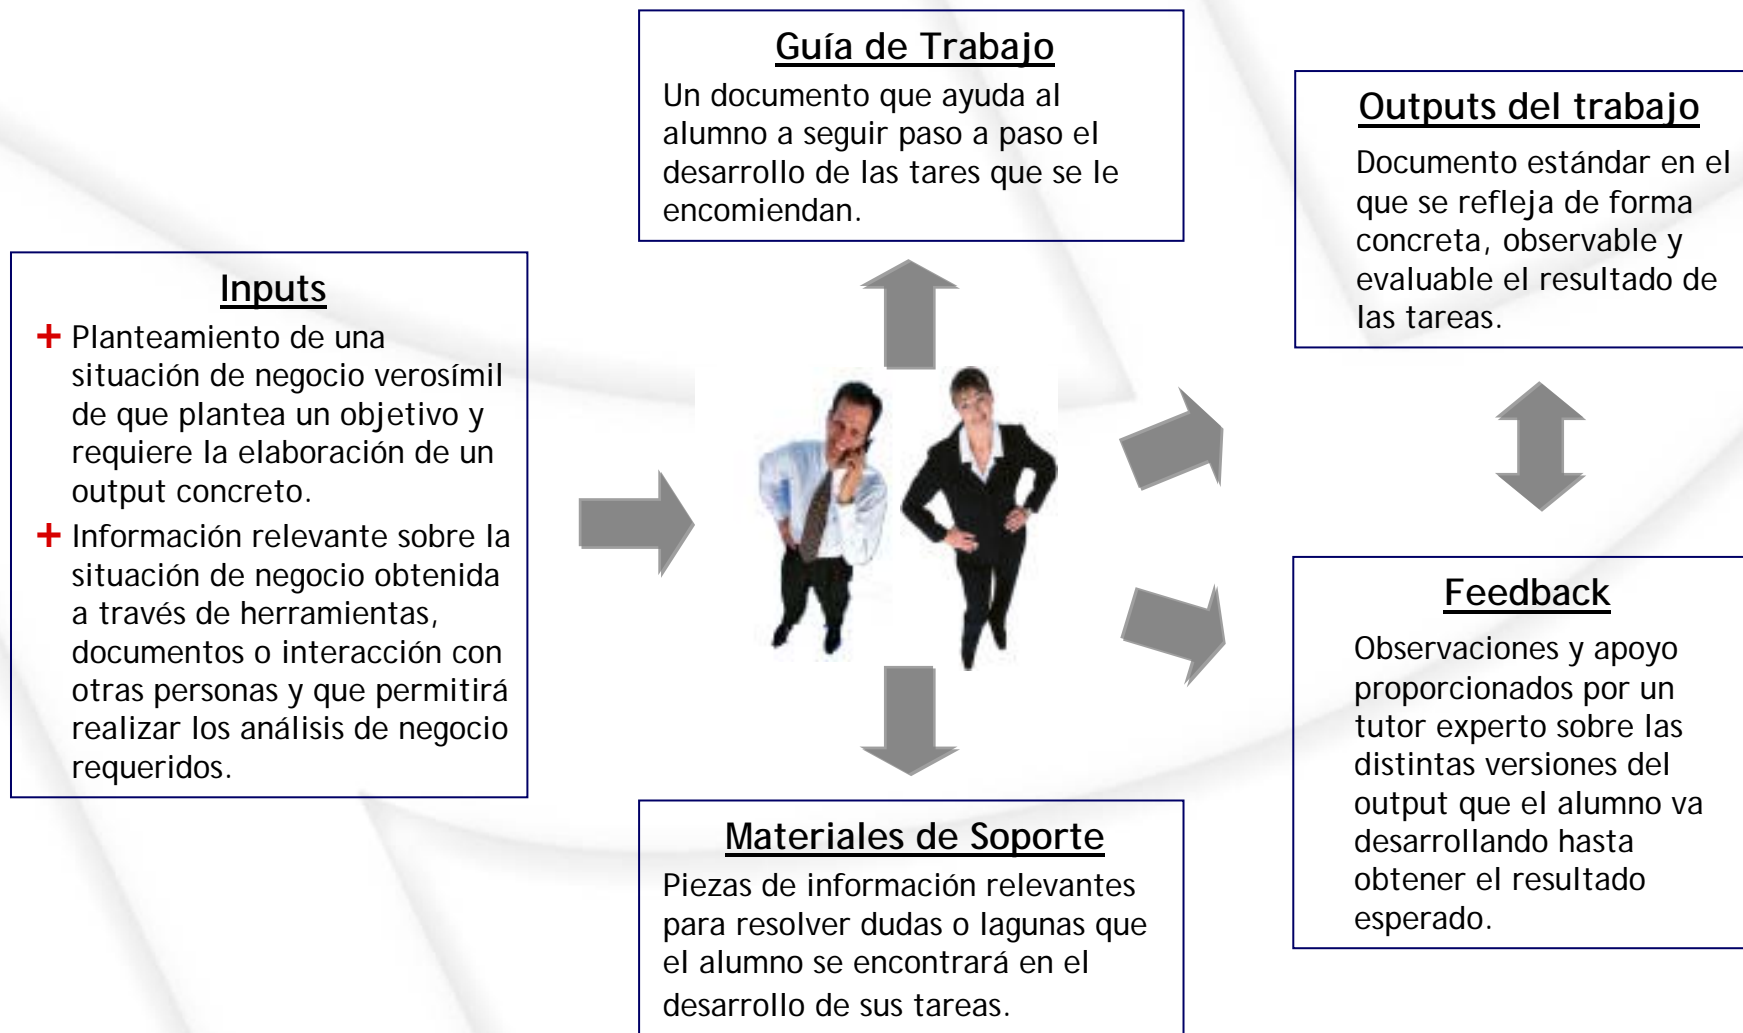 Guía de Trabajo
Un documento que ayuda al
alumno a seguir paso a paso el
desarrollo de las tares que se le
encomiendan.
Outputs del trabajo
Documento estándar en el
que se refleja de forma
concreta, observable y
evaluable el resultado de
las tareas.
Inputs
+ Planteamiento de una
situación de negocio verosímil
de que plantea un objetivo y
requiere la elaboración de un
output concreto.
+ Información relevante sobre la
situación de negocio obtenida
a través de herramientas,
documentos o interacción con
otras personas y que permitirá
realizar los análisis de negocio
requeridos.
Feedback
Observaciones y apoyo
proporcionados por un
tutor experto sobre las
distintas versiones del
output que el alumno va
desarrollando hasta
obtener el resultado
esperado.
Materiales de Soporte
Piezas de información relevantes
para resolver dudas o lagunas que
el alumno se encontrará en el
desarrollo de sus tareas.